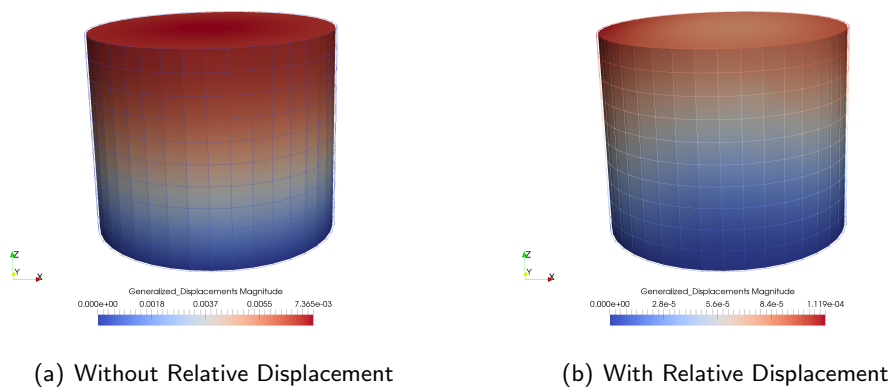 Z
Y
X
Generalized_Displacements Magnitude
0.000e+00 0.0018 0.0037 0.0055 7.365e-03
(a) Without Relative Displacement
Z
Y
X
Generalized_Displacements Magnitude
0.000e+00 2.8e-5 5.6e-5 8.4e-5 1.119e-04
(b) With Relative Displacement